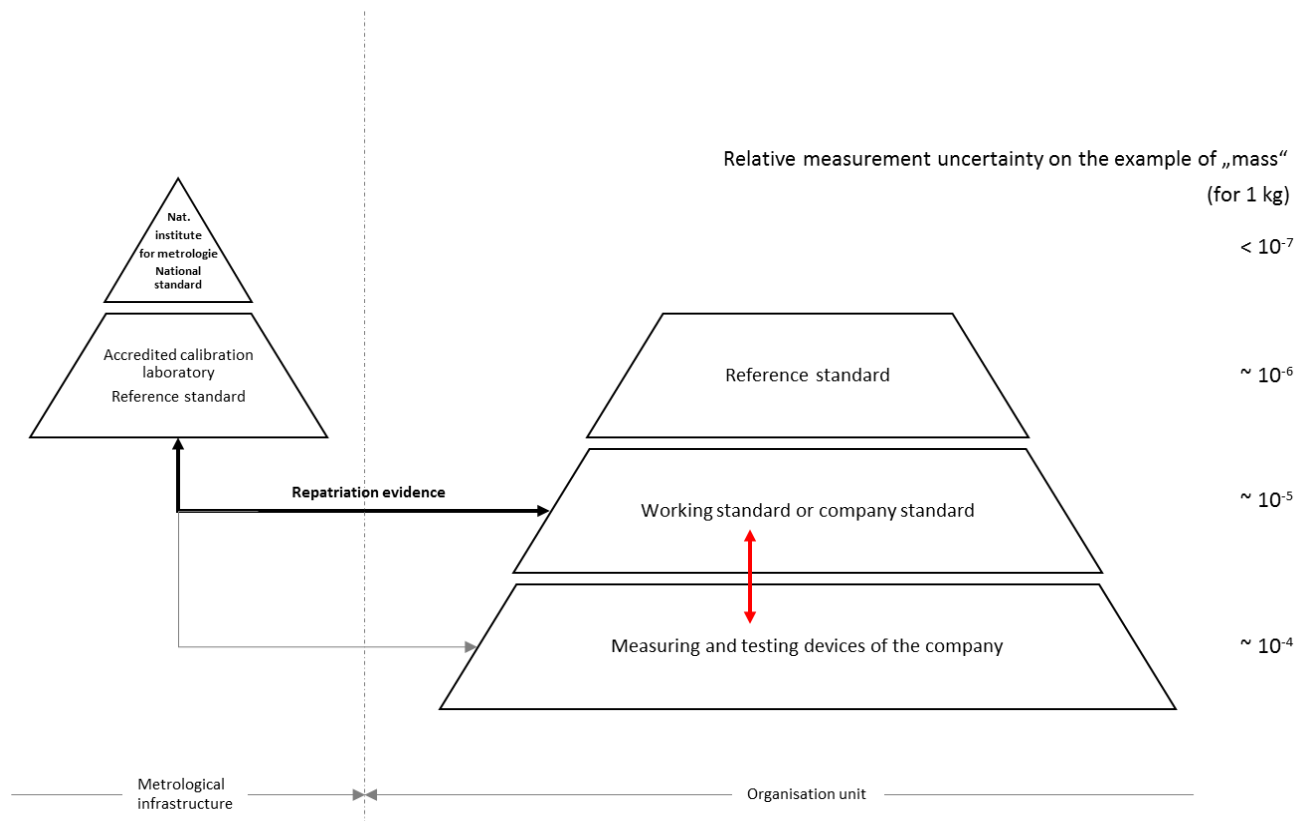 Relative measurement uncertainty on the example of „mass“
(for 1 kg)
Nat.
institute
for metrologie
National
standard
< 10⁻⁷
Accredited calibration
laboratory
Reference standard
Reference standard
~ 10⁻⁶
Repatriation evidence
Working standard or company standard
~ 10⁻⁵
Measuring and testing devices of the company
~ 10⁻⁴
Metrological
infrastructure
Organisation unit